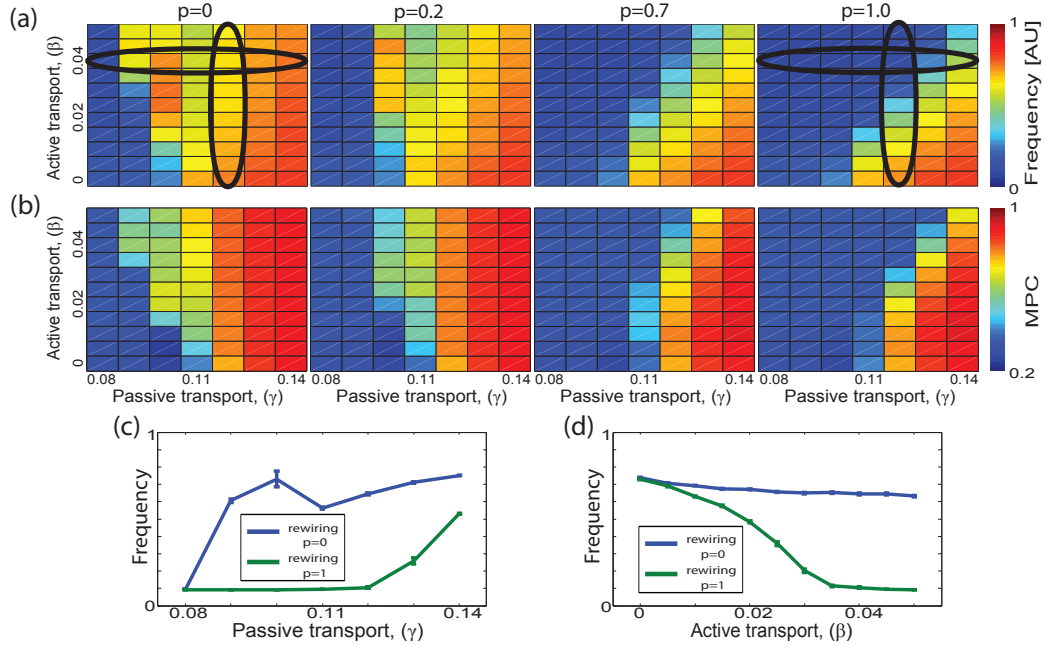 (a)
p=0
p=0.2
p=0.7
p=1.0
Active transport, (β)
0.04
0.02
0
1
Frequency [AU]
0
(b)
Active transport, (β)
0.04
0.02
0
1
MPC
0.2
0.08
0.11
0.14
0.08
0.11
0.14
0.08
0.11
0.14
0.08
0.11
0.14
Passive transport, (γ)
Passive transport, (γ)
Passive transport, (γ)
Passive transport, (γ)
(c)
1
Frequency
0
rewiring
p=0
rewiring
p=1
0.08
0.11
0.14
Passive transport, (γ)
(d)
1
Frequency
0
rewiring
p=0
rewiring
p=1
0
0.02
0.04
Active transport, (β)